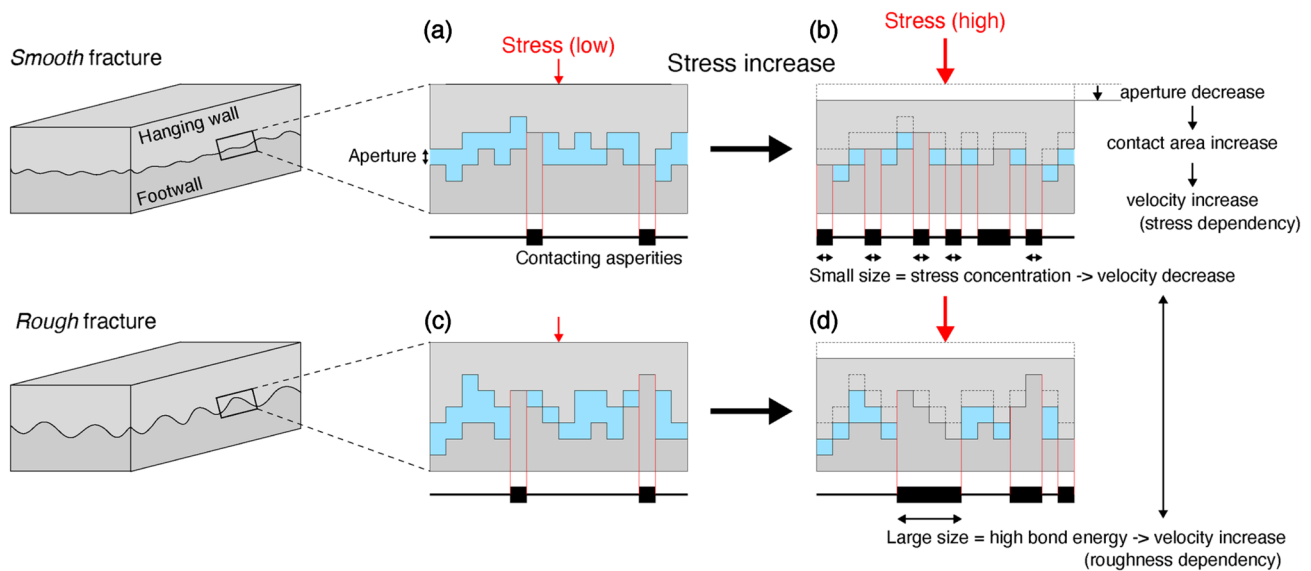 (a)
(b)
Smooth fracture
Stress (low)
Stress (high)
Stress increase
Hanging wall
Footwall
Aperture
aperture decrease
contact area increase
velocity increase
(stress dependency)
Contacting asperities
Small size = stress concentration -> velocity decrease
Rough fracture
(c)
(d)
Large size = high bond energy -> velocity increase
(roughness dependency)